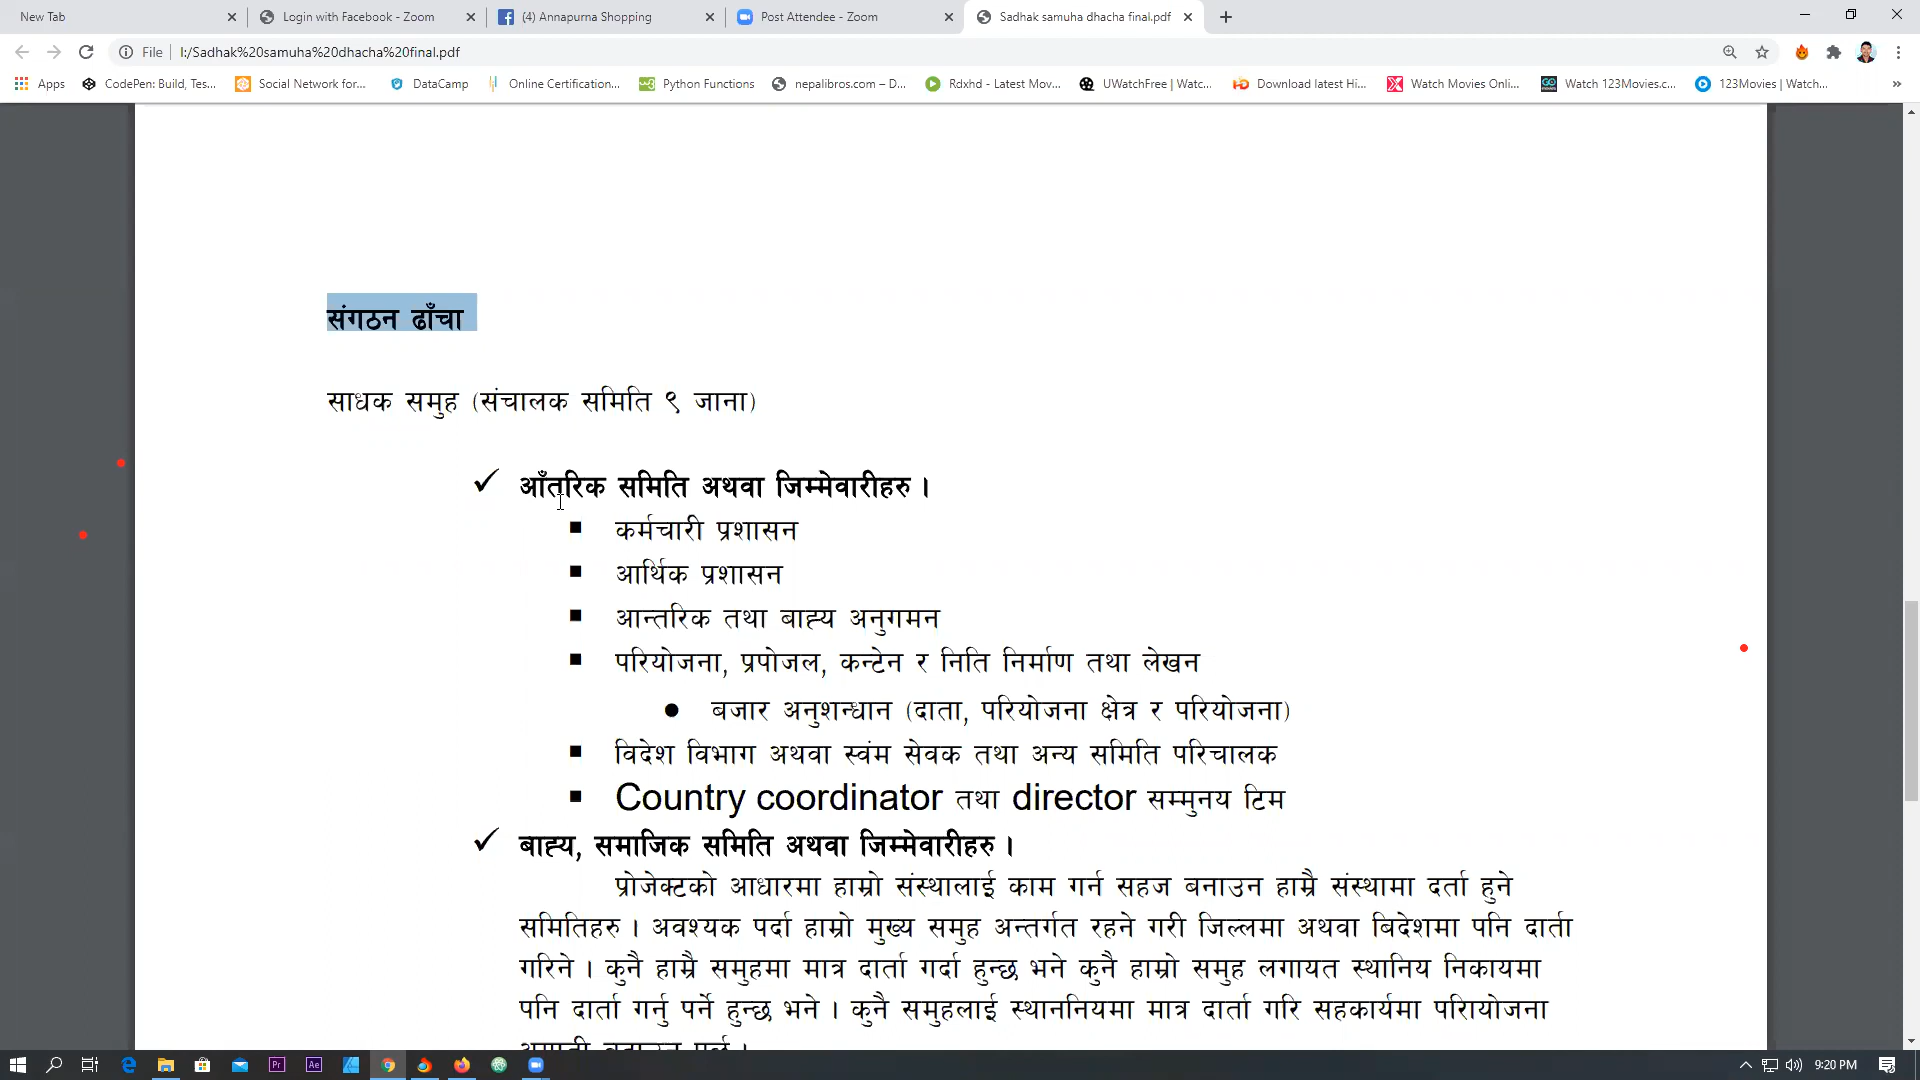 New Tab
Login with Facebook - Zoom
(4) Annapurna Shopping
Post Attendee - Zoom
Sadhak samuha dhacha final.pdf
File
I:/Sadhak%20samuha%20dhacha%20final.pdf
Apps
CodePen: Build, Tes...
Social Network for...
DataCamp
Online Certification...
Python Functions
nepalibros.com – D...
Rdxhd - Latest Mov...
UWatchFree | Watc...
Download latest Hi...
Watch Movies Onli...
Watch 123Movies.c...
123Movies | Watch...
संगठन ढाँचा
साधक समुह (संचालक समिति ९ जाना)
✓ आँतरिक समिति अथवा जिम्मेवारीहरु ।
■ कर्मचारी प्रशासन
■ आर्थिक प्रशासन
■ आन्तरिक तथा बाह्य अनुगमन
■ परियोजना, प्रपोजल, कन्टेन र निति निर्माण तथा लेखन
● बजार अनुशन्धान (दाता, परियोजना क्षेत्र र परियोजना)
■ विदेश विभाग अथवा स्वंम सेवक तथा अन्य समिति परिचालक
■ Country coordinator तथा director सम्मुनय टिम
✓ बाह्य, समाजिक समिति अथवा जिम्मेवारीहरु ।
प्रोजेक्टको आधारमा हाम्रो संस्थालाई काम गर्न सहज बनाउन हाम्रै संस्थामा दर्ता हुने
समितिहरु । अवश्यक पर्दा हाम्रो मुख्य समुह अन्तर्गत रहने गरी जिल्लमा अथवा बिदेशमा पनि दार्ता
गरिने । कुनै हाम्रै समुहमा मात्र दार्ता गर्दा हुन्छ भने कुनै हाम्रो समुह लगायत स्थानिय निकायमा
पनि दार्ता गर्नु पर्ने हुन्छ भने । कुनै समुहलाई स्थाननियमा मात्र दार्ता गरि सहकार्यमा परिायोजना
9:20 PM